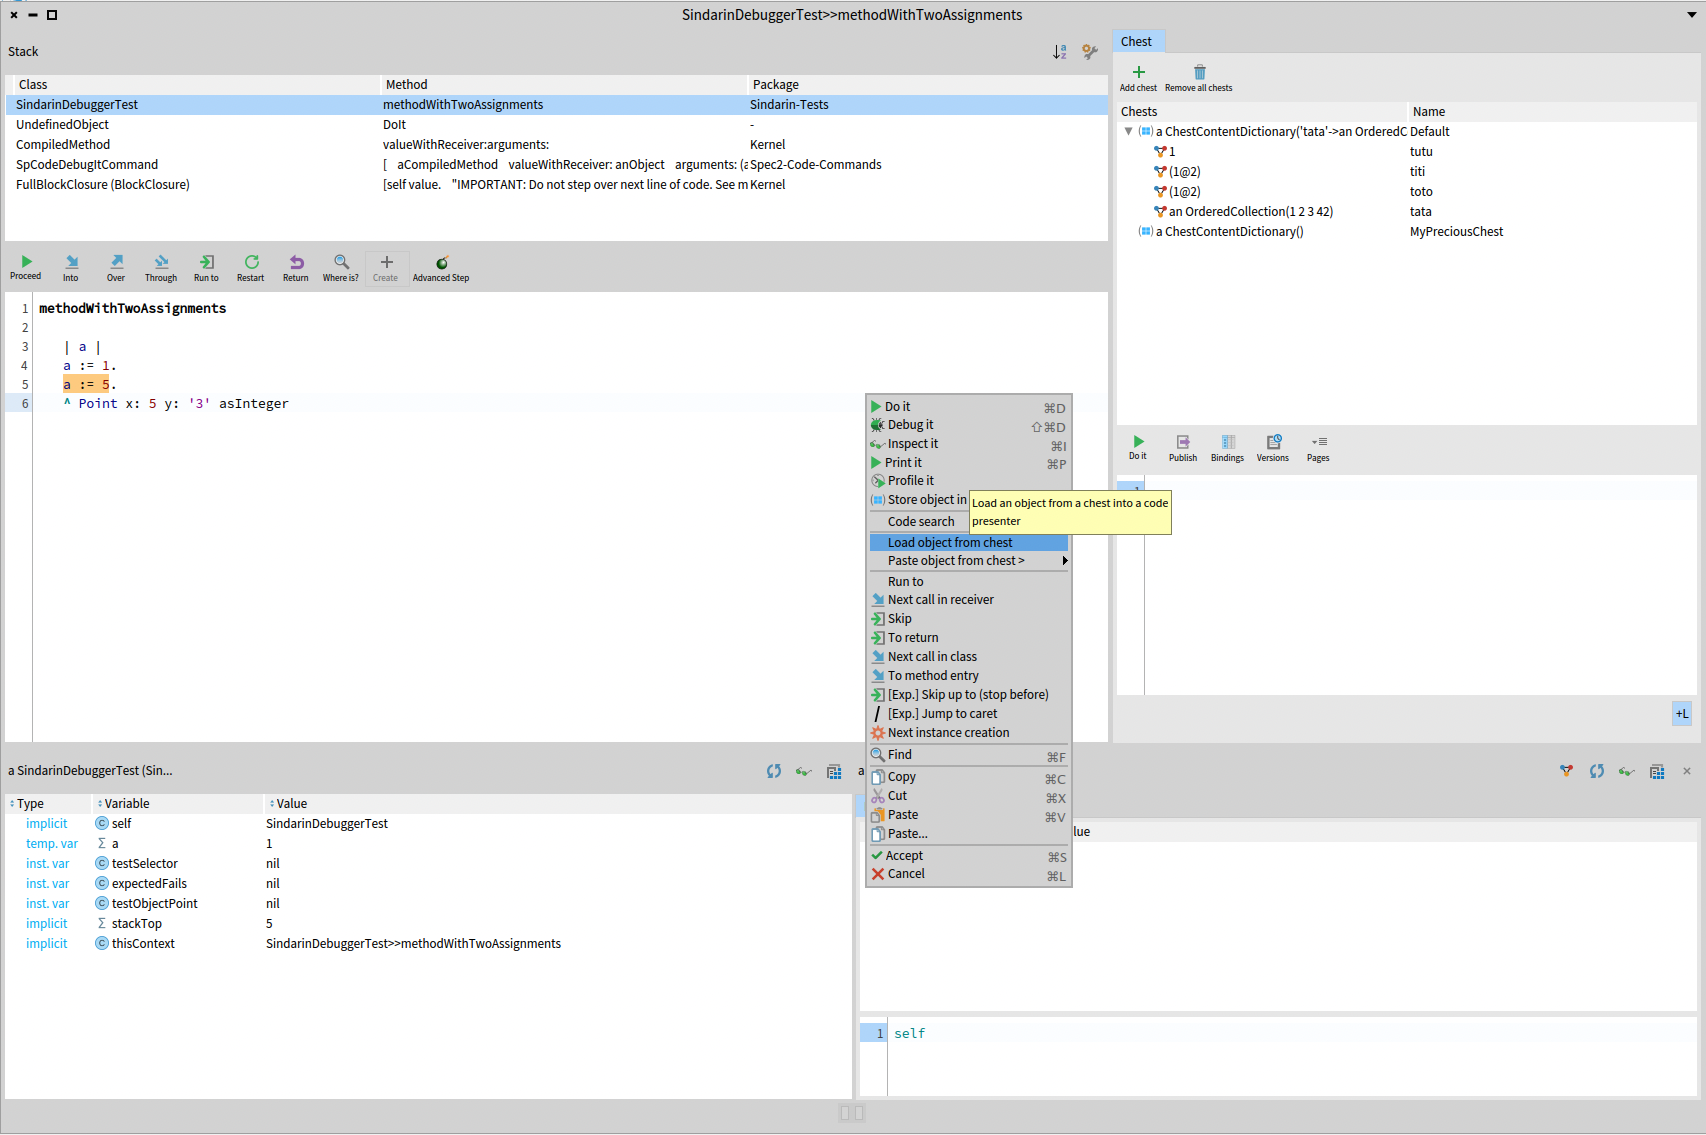 SindarinDebuggerTest>>methodWithTwoAssignments
Stack
Class Method Package
SindarinDebuggerTest methodWithTwoAssignments Sindarin-Tests
UndefinedObject DoIt -
CompiledMethod valueWithReceiver:arguments: Kernel
SpCodeDebugItCommand [ aCompiledMethod valueWithReceiver: anObject arguments: (a Spec2-Code-Commands
FullBlockClosure (BlockClosure) [self value. "IMPORTANT: Do not step over next line of code. See m Kernel
Proceed Into Over Through Run to Restart Return Where is? Create Advanced Step
1 methodWithTwoAssignments
2
3 | a |
4 a := 1.
5 a := 5.
6 ^ Point x: 5 y: '3' asInteger
Chest
Add chest Remove all chests
Chests Name
a ChestContentDictionary('tata'->an OrderedC Default
1 tutu
(1@2) titi
(1@2) toto
an OrderedCollection(1 2 3 42) tata
a ChestContentDictionary() MyPreciousChest
Do it Publish Bindings Versions Pages
1
+L
Do it ⌘D
Debug it ⇧⌘D
Inspect it ⌘I
Print it ⌘P
Profile it
Store object in
Load an object from a chest into a code
presenter
Code search
Load object from chest
Paste object from chest >
Run to
Next call in receiver
Skip
To return
Next call in class
To method entry
[Exp.] Skip up to (stop before)
[Exp.] Jump to caret
Next instance creation
Find ⌘F
Copy ⌘C
Cut ⌘X
Paste ⌘V
Paste...
Accept ⌘S
Cancel ⌘L
a SindarinDebuggerTest (Sin...
Type Variable Value
implicit self SindarinDebuggerTest
temp. var a 1
inst. var testSelector nil
inst. var expectedFails nil
inst. var testObjectPoint nil
implicit stackTop 5
implicit thisContext SindarinDebuggerTest>>methodWithTwoAssignments
a
lue
1 self